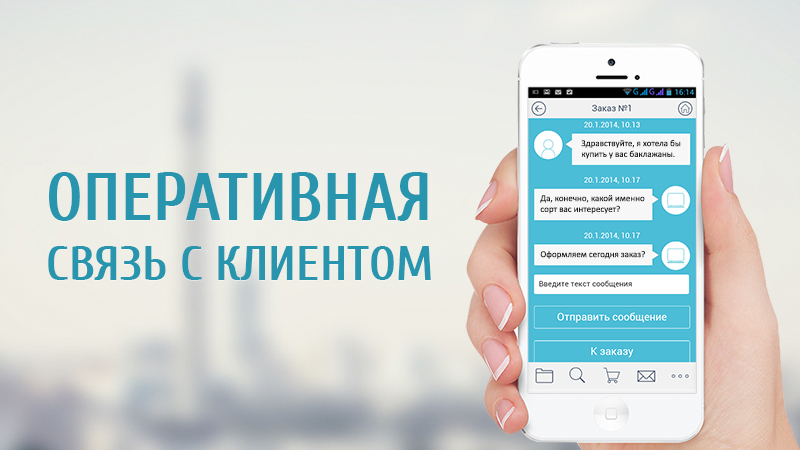 ОПЕРАТИВНАЯ
СВЯЗЬ С КЛИЕНТОМ
G G 16:14
Заказ №1
20.1.2014, 10.13
Здравствуйте, я хотела бы
купить у вас баклажаны.
20.1.2014, 10.17
Да, конечно, какой именно
сорт вас интересует?
20.1.2014, 10.17
Оформляем сегодня заказ?
Введите текст сообщения
Отправить сообщение
К заказу